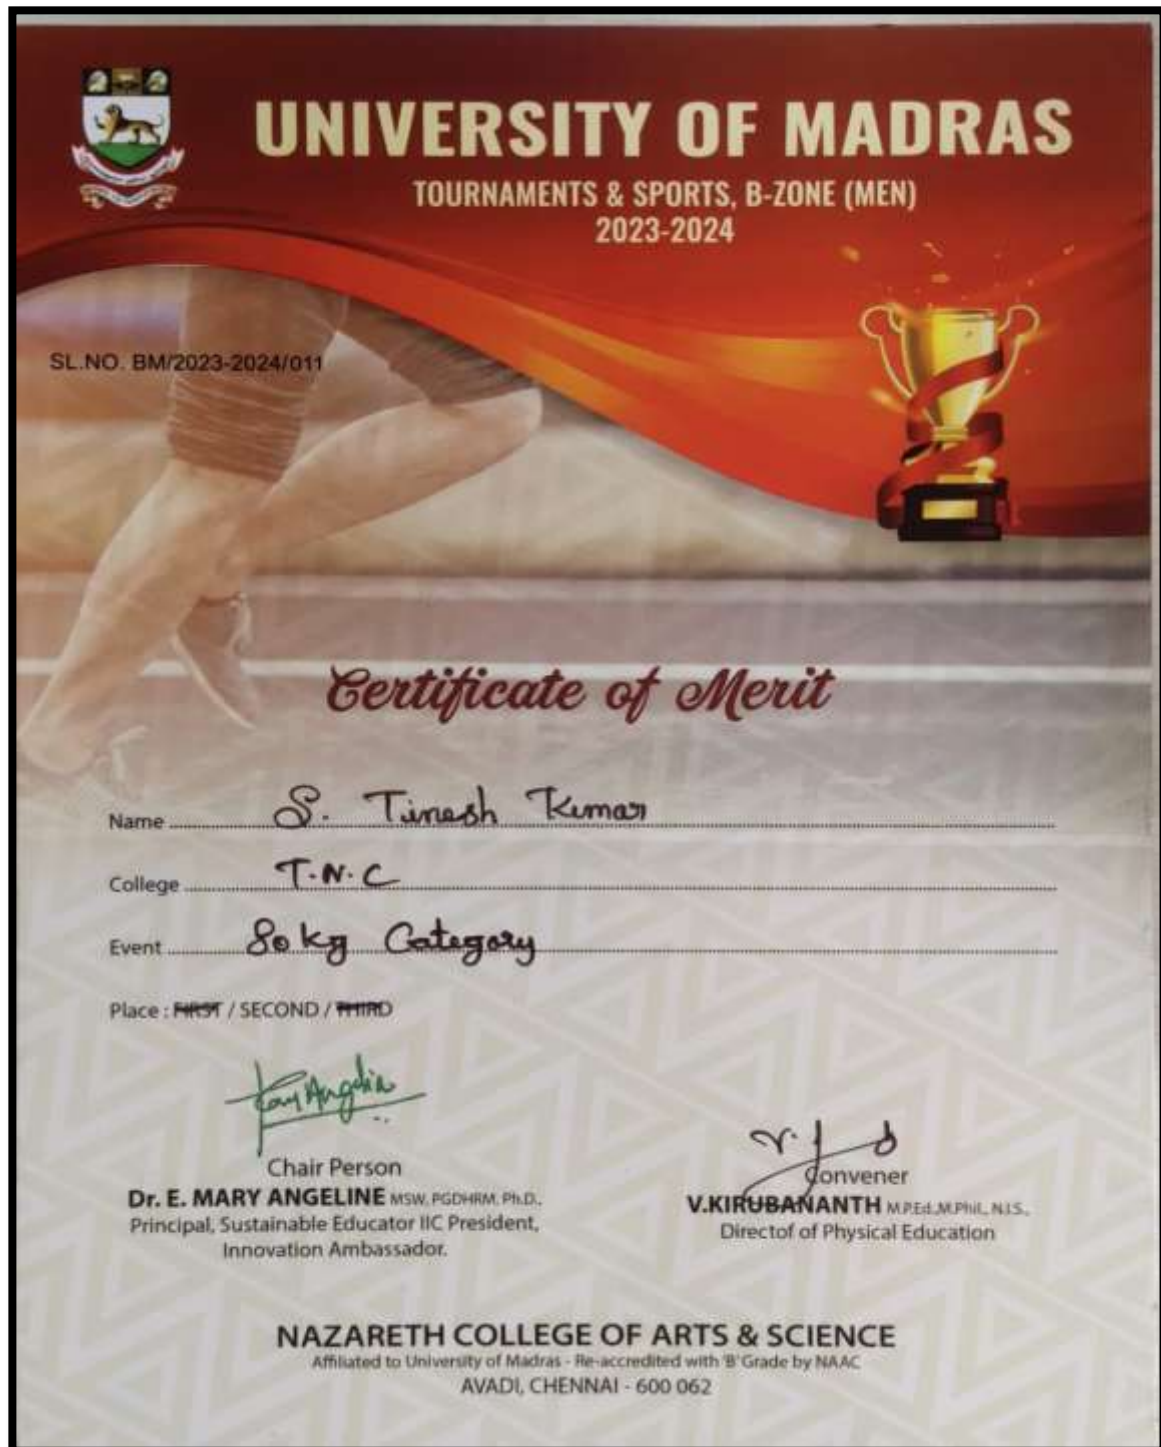 UNIVERSITY OF MADRAS
TOURNAMENTS & SPORTS, B-ZONE (MEN)
2023-2024
SL.NO. BM/2023-2024/011
Certificate of Merit
Name S. Tinesh Kumar
College T.N.C
Event 80kg Category
Place : FIRST / SECOND / THIRD
Chair Person
Dr. E. MARY ANGELINE MSW, PGDHRM, Ph.D.,
Principal, Sustainable Educator IIC President,
Innovation Ambassador.
Convener
V.KIRUBANANTH M.P.Ed.,M.Phil., N.I.S.,
Directof of Physical Education
NAZARETH COLLEGE OF ARTS & SCIENCE
Affiliated to University of Madras - Re-accredited with 'B' Grade by NAAC
AVADI, CHENNAI - 600 062